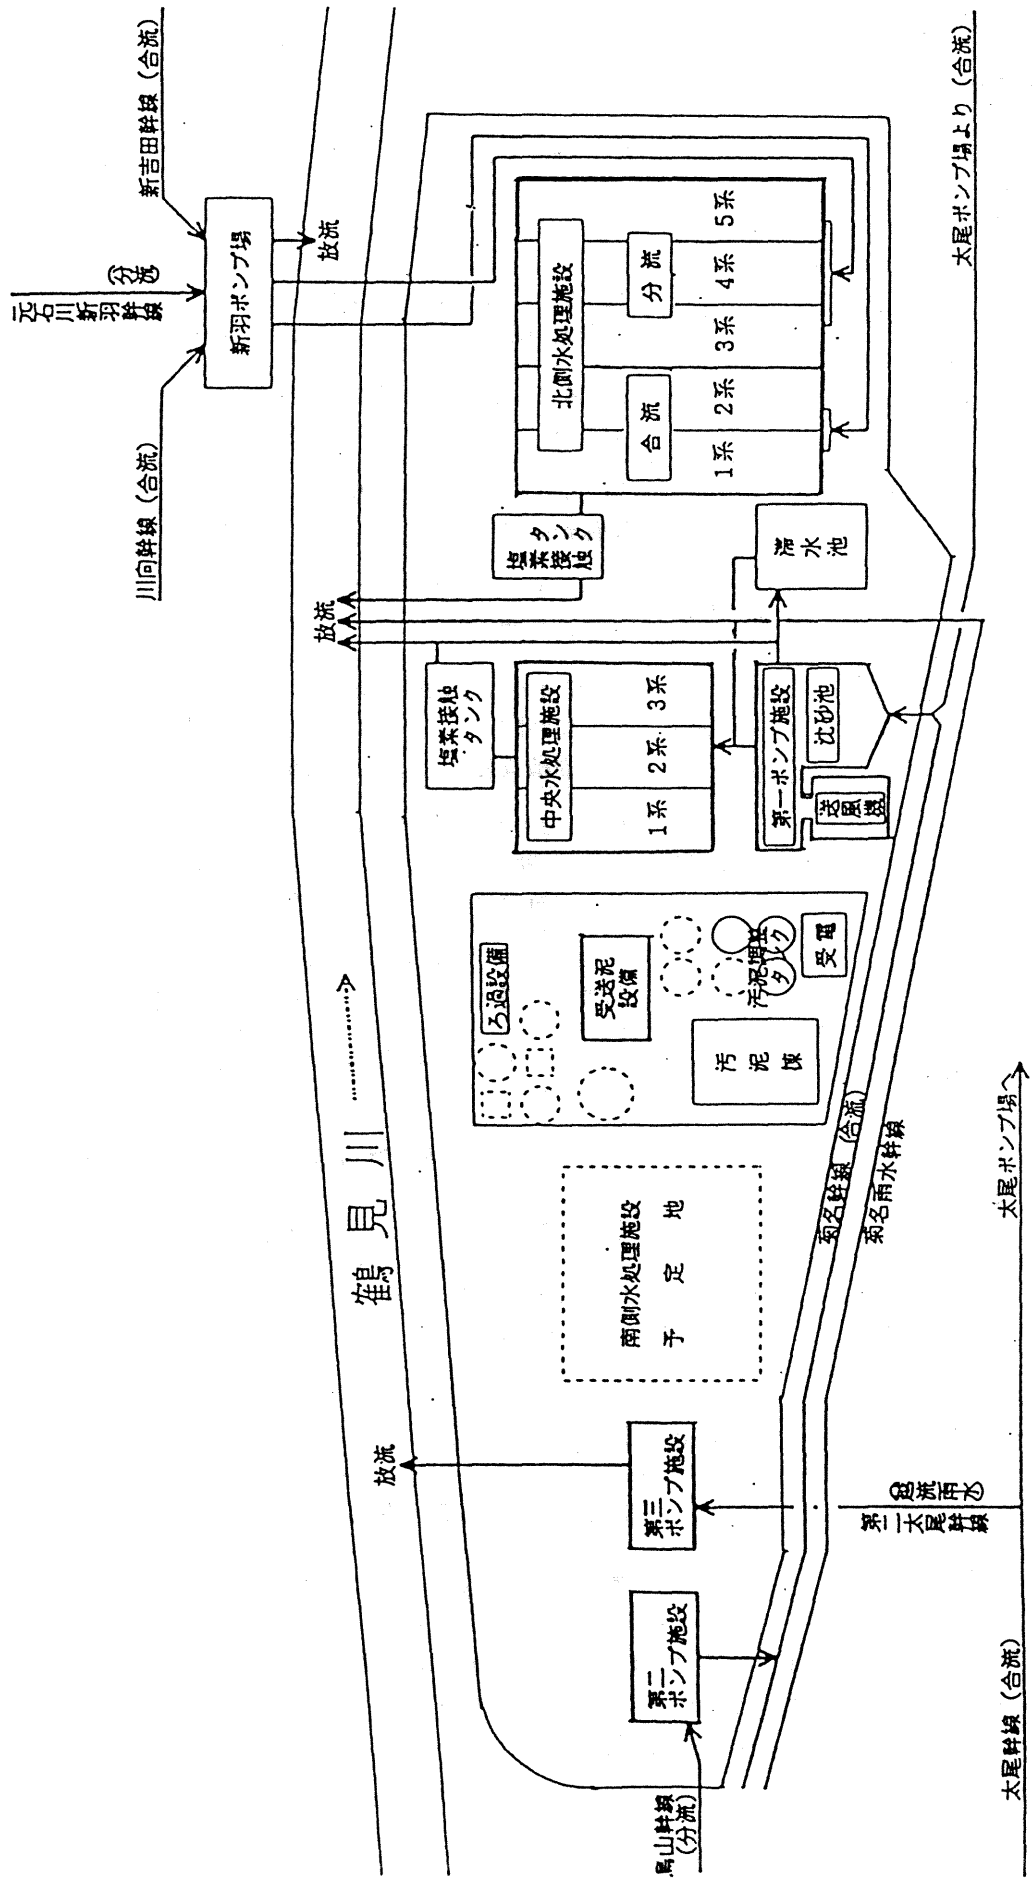 新吉田幹線(合流)
元石川新羽幹線
(分流)
川向幹線(合流)
新羽ポンプ場
放流
太尾ポンプ場より(合流)
北側水処理施設
合流
分流
1系
2系
3系
4系
5系
塩素接触
タンク
滞水池
放流
塩素接触
タンク
中央水処理施設
1系
2系
3系
第一ポンプ施設
沈砂池
送風機
ろ過設備
受送泥
設備
汚泥調整
タンク
受電
汚泥棟
鶴見川
南側水処理施設
予定地
菊名幹線(合流)
菊名雨水幹線
太尾ポンプ場へ
放流
第三
ポンプ施設
第二太尾幹線
(越流雨水)
第二
ポンプ施設
鳥山幹線
(分流)
太尾幹線(合流)